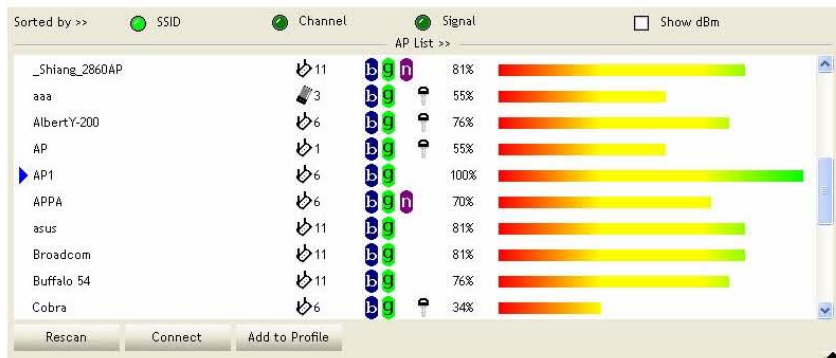 Sorted by >> SSID Channel Signal Show dBm
AP List >>
_Shiang_2860AP 11 b g n 81%
aaa 3 b g 55%
AlbertY-200 6 b g 76%
AP 1 b g 55%
AP1 6 b g 100%
APPA 6 b g n 70%
asus 11 b g 81%
Broadcom 11 b g 81%
Buffalo 54 11 b g 76%
Cobra 6 b g 34%
Rescan Connect Add to Profile